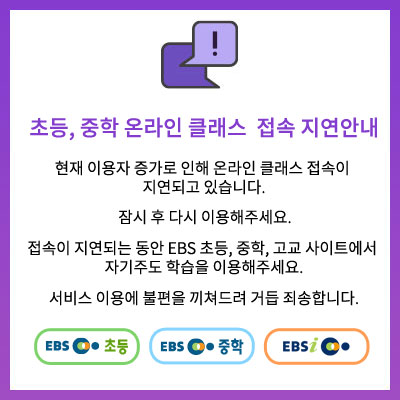 !
초등, 중학 온라인 클래스 접속 지연안내
현재 이용자 증가로 인해 온라인 클래스 접속이
지연되고 있습니다.
잠시 후 다시 이용해주세요.
접속이 지연되는 동안 EBS 초등, 중학, 고교 사이트에서
자기주도 학습을 이용해주세요.
서비스 이용에 불편을 끼쳐드려 거듭 죄송합니다.
EBS 초등
EBS 중학
EBSi